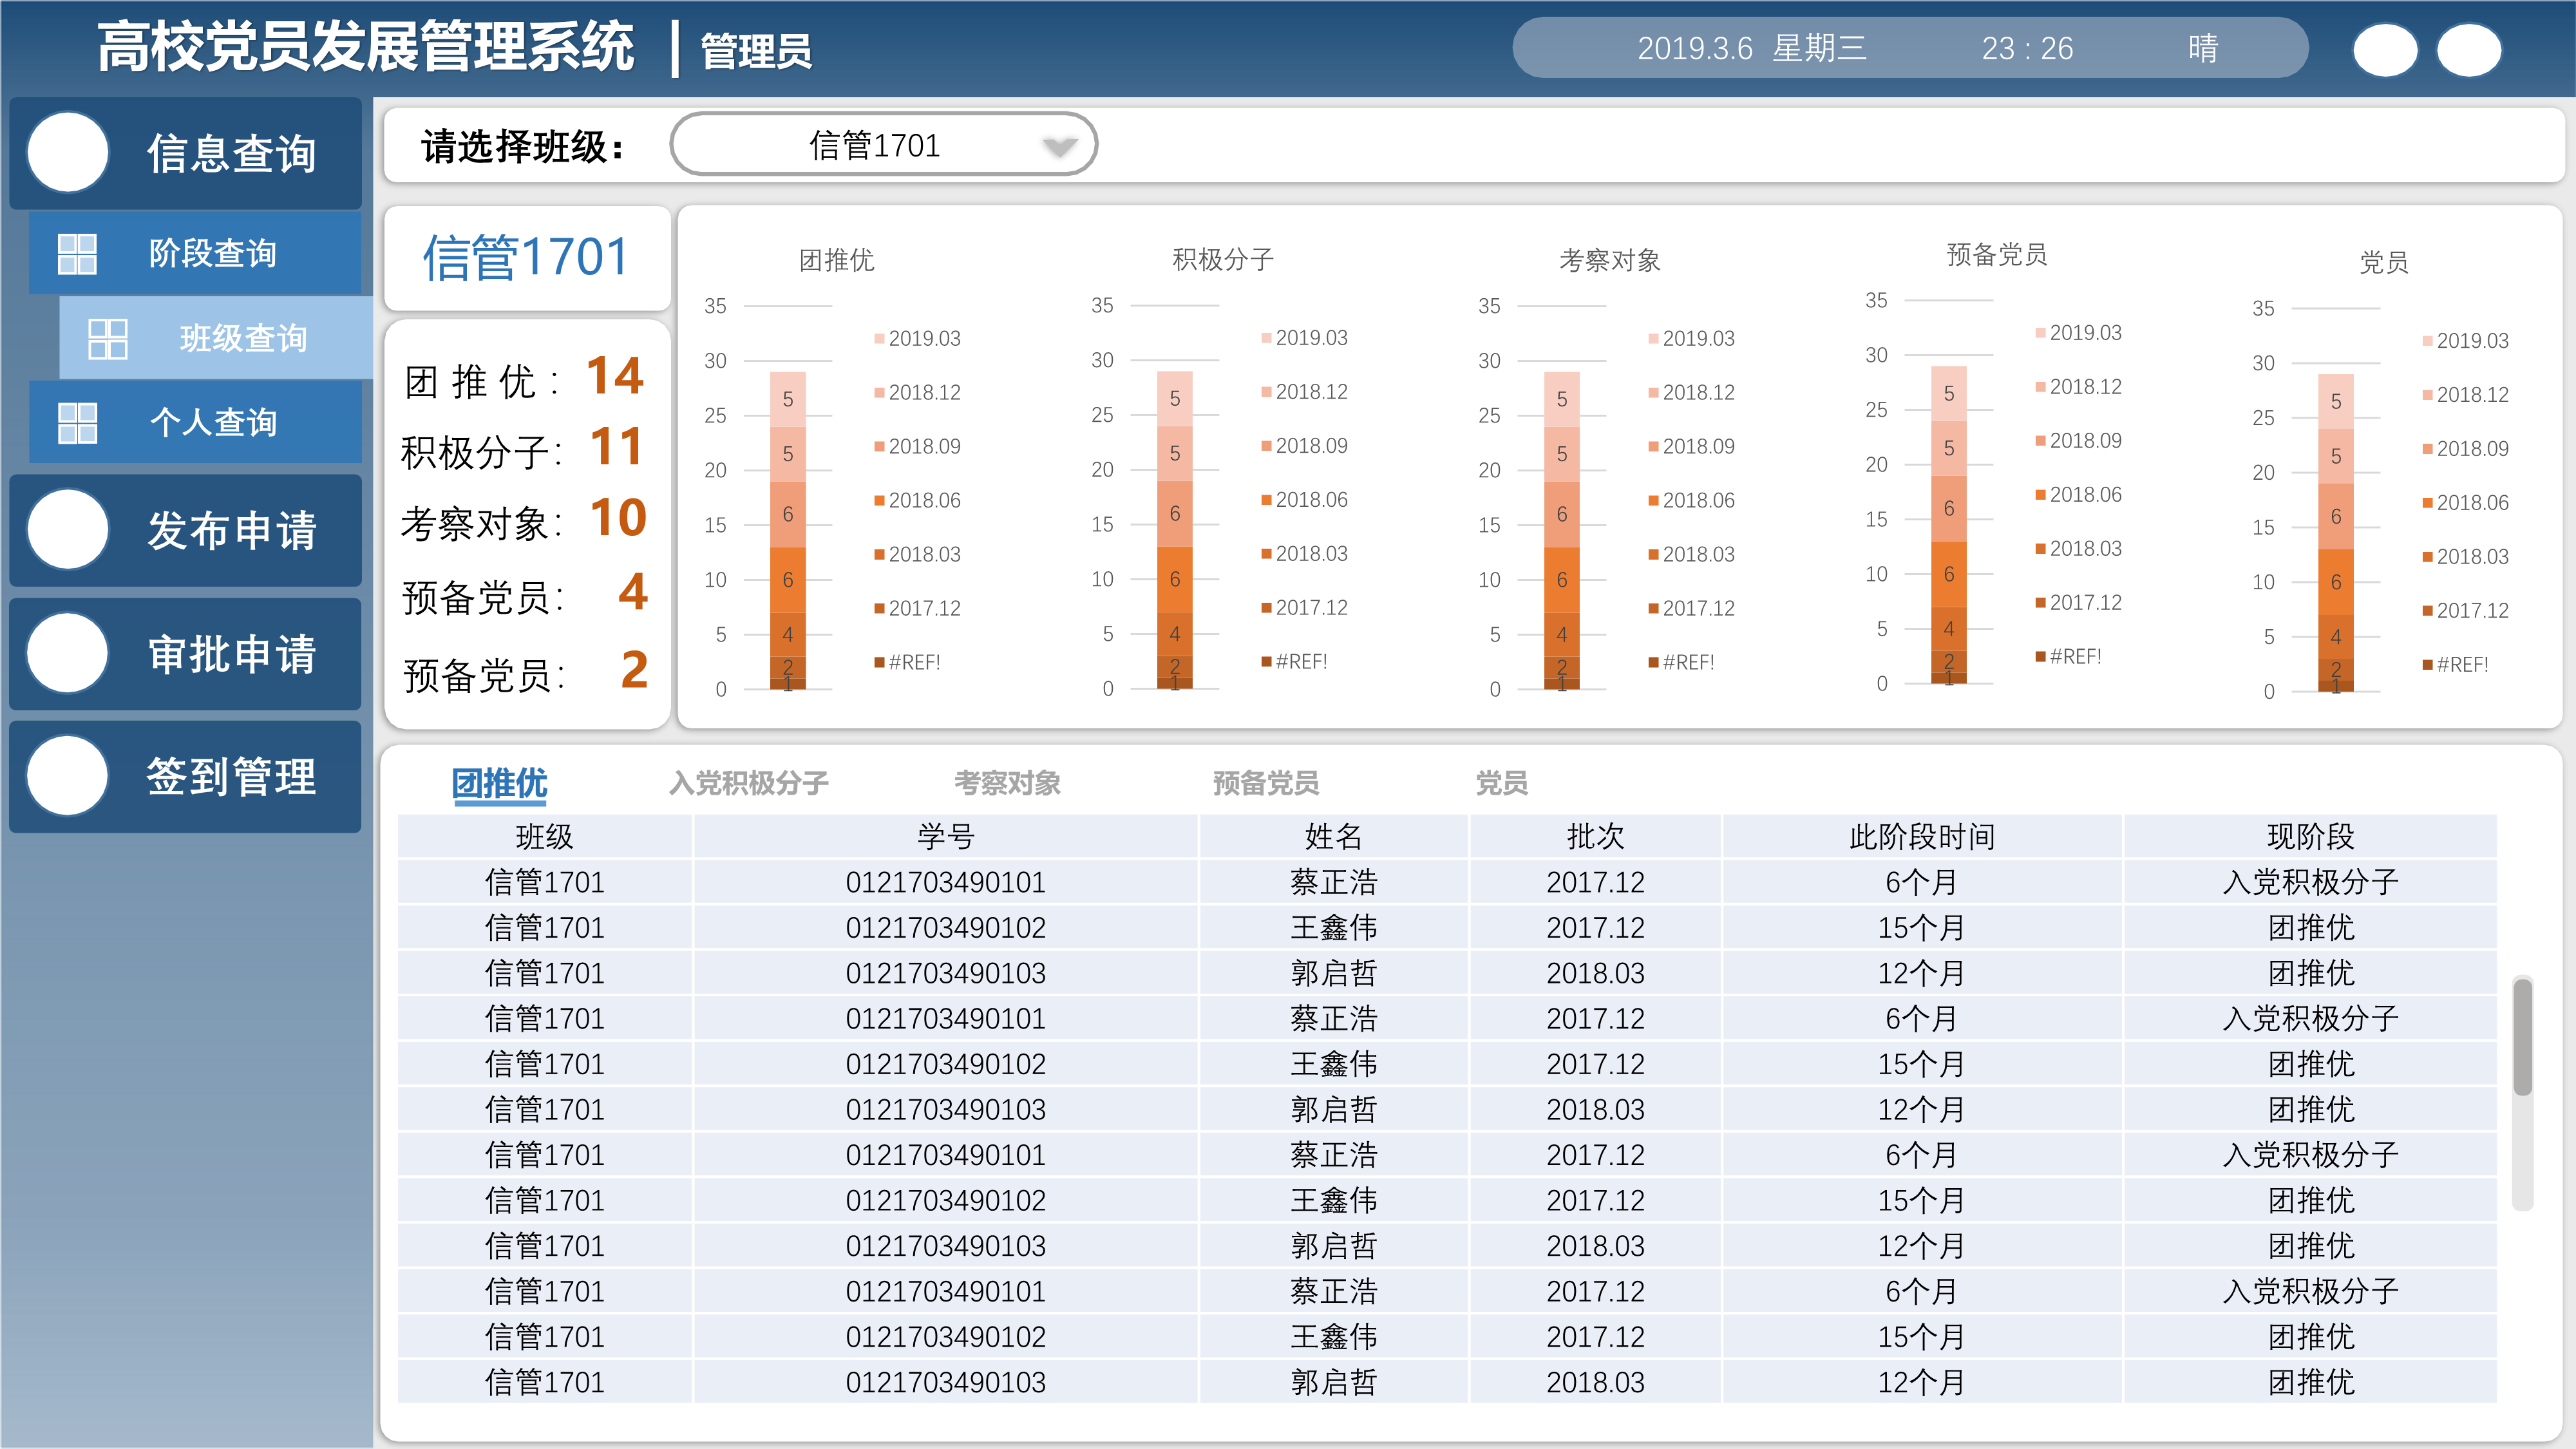 高校党员发展管理系统 管理员
2019.3.6 星期三 23 : 26 晴
信息查询
阶段查询
班级查询
个人查询
发布申请
审批申请
签到管理
请选择班级： 信管1701
信管1701
团 推 优 : 14
积极分子: 11
考察对象: 10
预备党员: 4
预备党员: 2
团推优
35
30
25
20
15
10
5
0
5
5
6
6
4
2
1
2019.03
2018.12
2018.09
2018.06
2018.03
2017.12
#REF!
积极分子
35
30
25
20
15
10
5
0
5
5
6
6
4
2
1
2019.03
2018.12
2018.09
2018.06
2018.03
2017.12
#REF!
考察对象
35
30
25
20
15
10
5
0
5
5
6
6
4
2
1
2019.03
2018.12
2018.09
2018.06
2018.03
2017.12
#REF!
预备党员
35
30
25
20
15
10
5
0
5
5
6
6
4
2
1
2019.03
2018.12
2018.09
2018.06
2018.03
2017.12
#REF!
党员
35
30
25
20
15
10
5
0
5
5
6
6
4
2
1
2019.03
2018.12
2018.09
2018.06
2018.03
2017.12
#REF!
团推优 入党积极分子 考察对象 预备党员 党员
班级 学号 姓名 批次 此阶段时间 现阶段
信管1701 0121703490101 蔡正浩 2017.12 6个月 入党积极分子
信管1701 0121703490102 王鑫伟 2017.12 15个月 团推优
信管1701 0121703490103 郭启哲 2018.03 12个月 团推优
信管1701 0121703490101 蔡正浩 2017.12 6个月 入党积极分子
信管1701 0121703490102 王鑫伟 2017.12 15个月 团推优
信管1701 0121703490103 郭启哲 2018.03 12个月 团推优
信管1701 0121703490101 蔡正浩 2017.12 6个月 入党积极分子
信管1701 0121703490102 王鑫伟 2017.12 15个月 团推优
信管1701 0121703490103 郭启哲 2018.03 12个月 团推优
信管1701 0121703490101 蔡正浩 2017.12 6个月 入党积极分子
信管1701 0121703490102 王鑫伟 2017.12 15个月 团推优
信管1701 0121703490103 郭启哲 2018.03 12个月 团推优